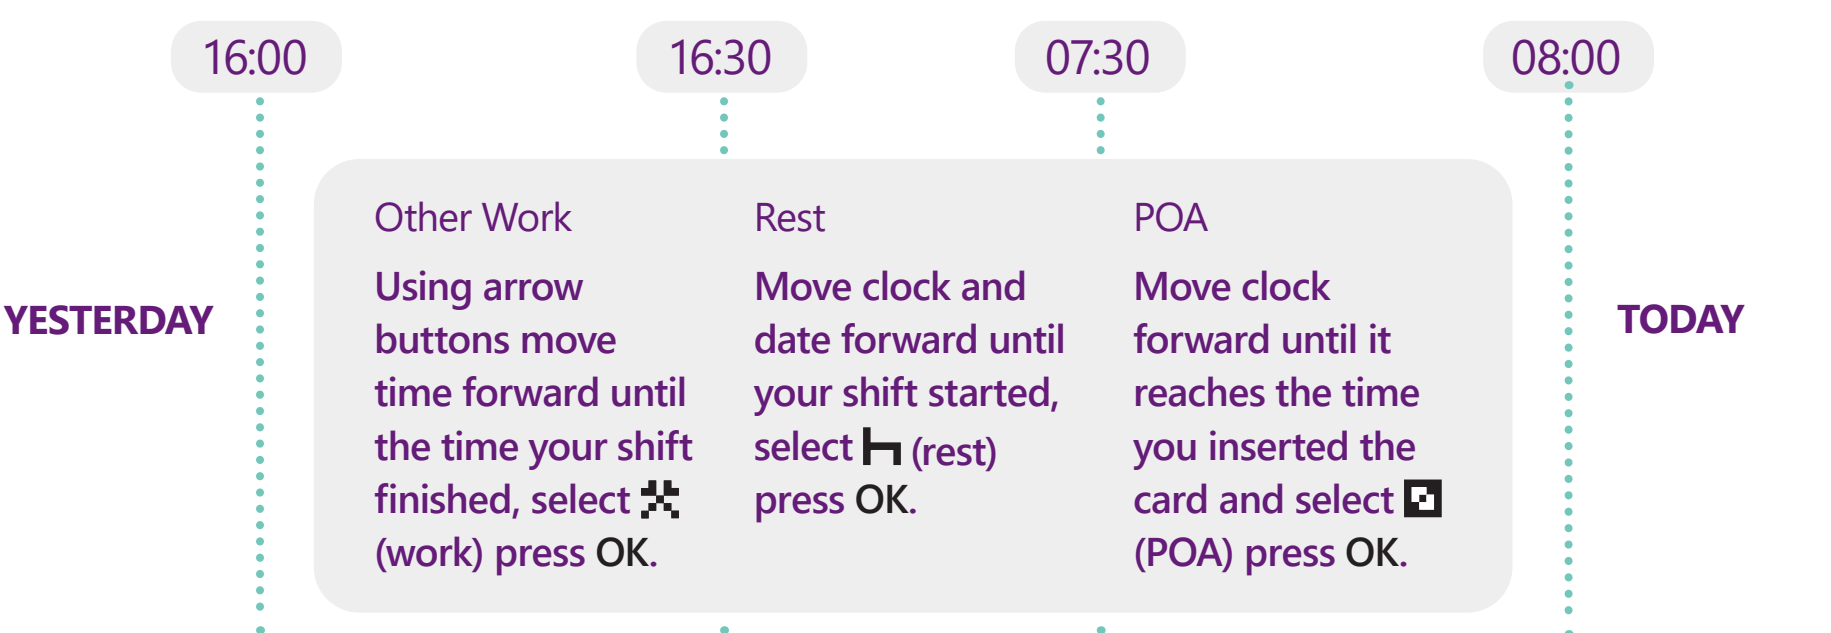 16:00
16:30
07:30
08:00
YESTERDAY
Other Work
Using arrow
buttons move
time forward until
the time your shift
finished, select
(work) press OK.
Rest
Move clock and
date forward until
your shift started,
select (rest)
press OK.
POA
Move clock
forward until it
reaches the time
you inserted the
card and select
(POA) press OK.
TODAY